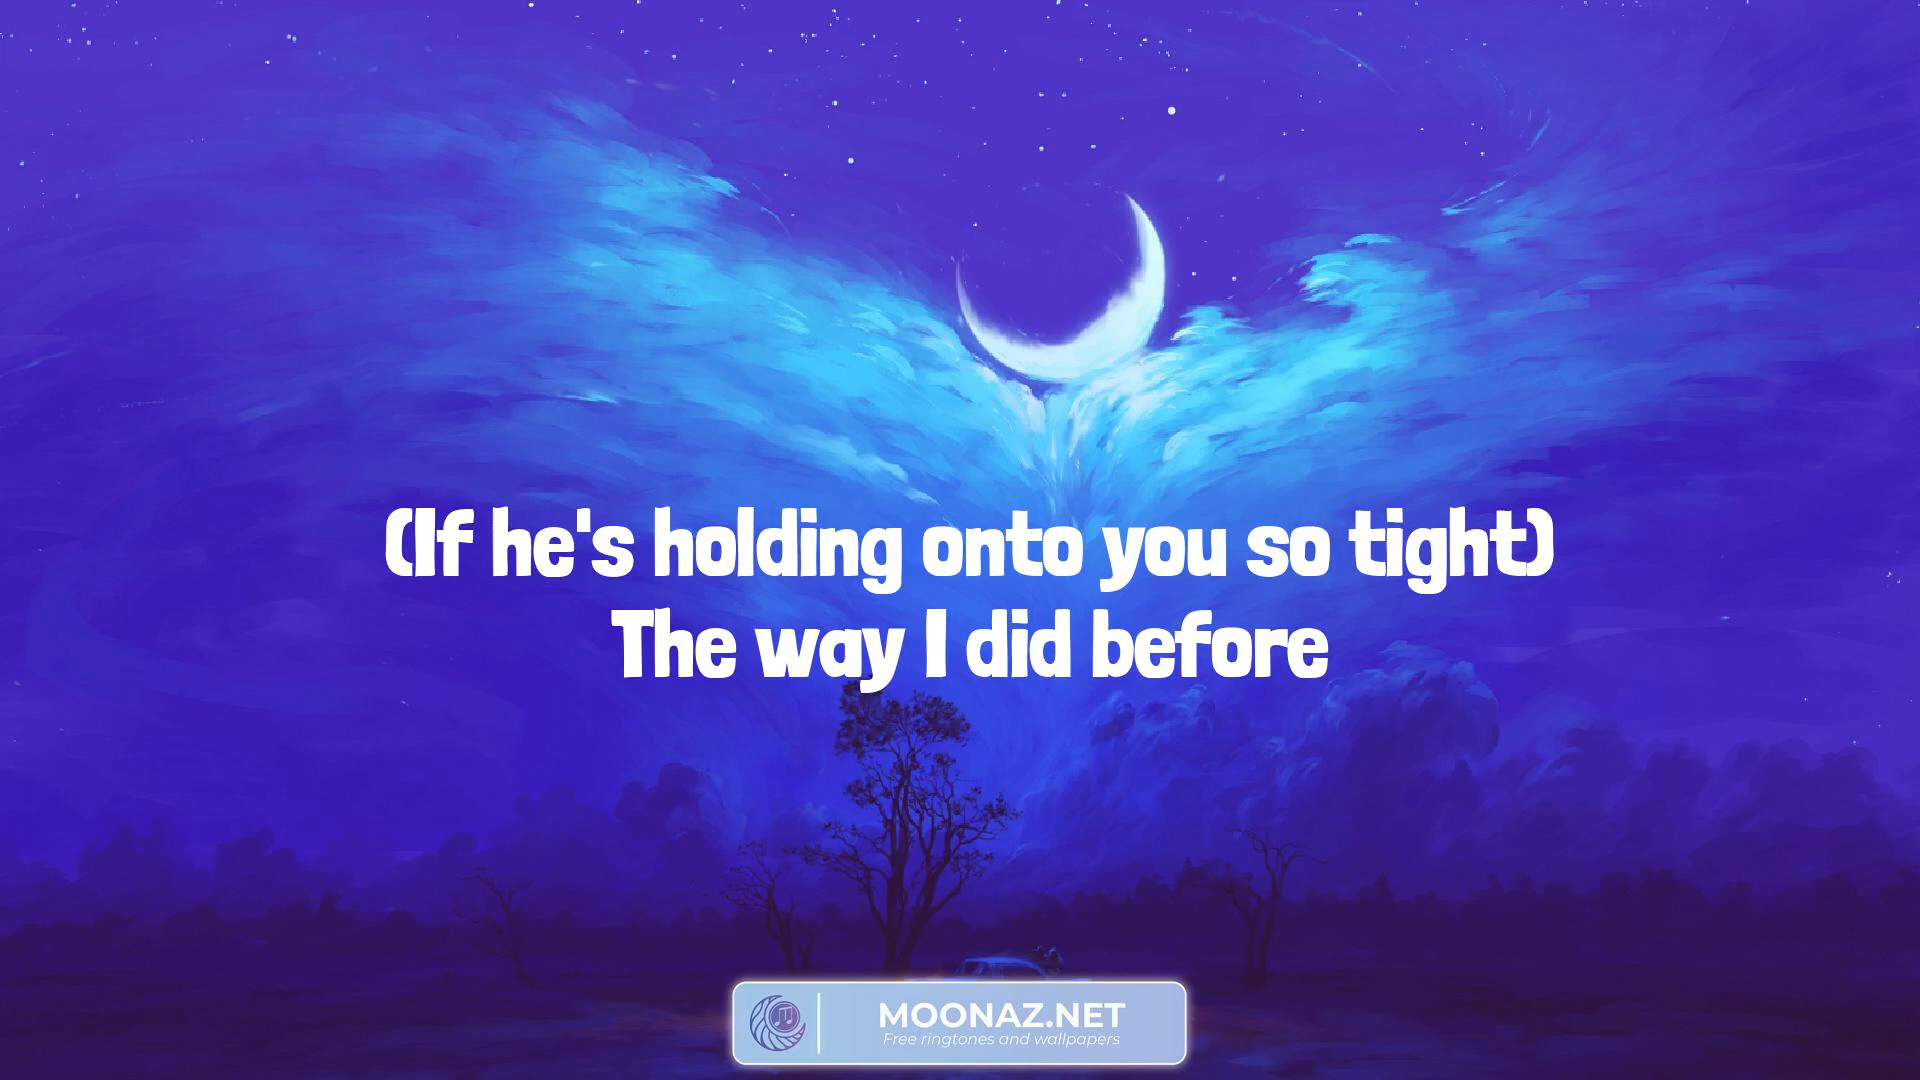 (If he's holding onto you so tight)
The way I did before
MOONAZ.NET
Free ringtones and wallpapers